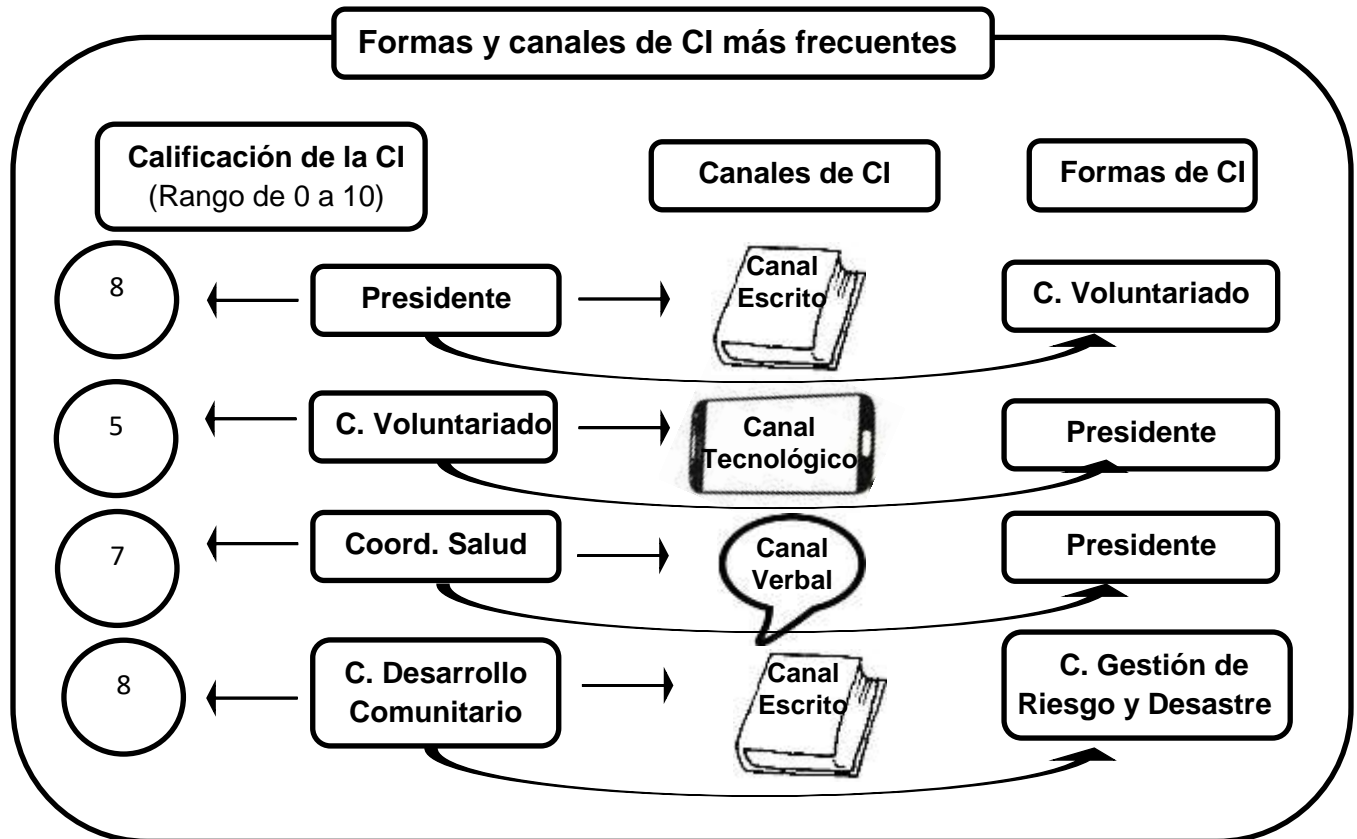 Formas y canales de CI más frecuentes
Calificación de la CI
(Rango de 0 a 10)
Canales de CI
Formas de CI
8
Presidente
Canal
Escrito
C. Voluntariado
5
C. Voluntariado
Canal
Tecnológico
Presidente
7
Coord. Salud
Canal
Verbal
Presidente
8
C. Desarrollo
Comunitario
Canal
Escrito
C. Gestión de
Riesgo y Desastre